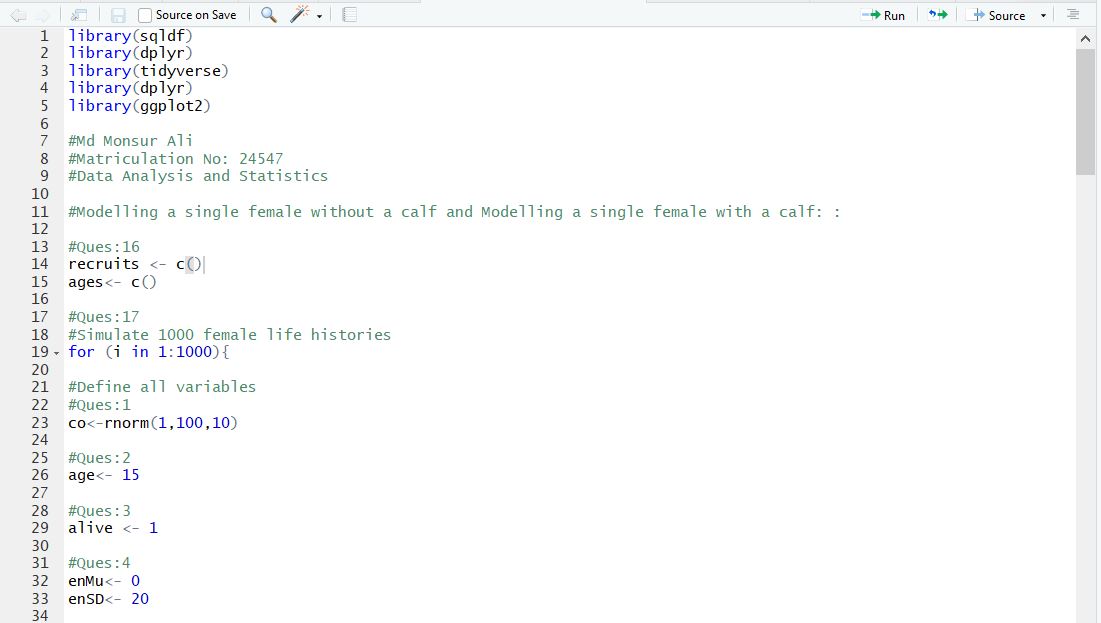 Source on Save
Run
Source
1 library(sqldf)
2 library(dplyr)
3 library(tidyverse)
4 library(dplyr)
5 library(ggplot2)
6
7 #Md Monsur Ali
8 #Matriculation No: 24547
9 #Data Analysis and Statistics
10
11 #Modelling a single female without a calf and Modelling a single female with a calf: :
12
13 #Ques:16
14 recruits <- c()
15 ages<- c()
16
17 #Ques:17
18 #Simulate 1000 female life histories
19 for (i in 1:1000){
20
21 #Define all variables
22 #Ques:1
23 co<-rnorm(1,100,10)
24
25 #Ques:2
26 age<- 15
27
28 #Ques:3
29 alive <- 1
30
31 #Ques:4
32 enMu<- 0
33 enSD<- 20
34